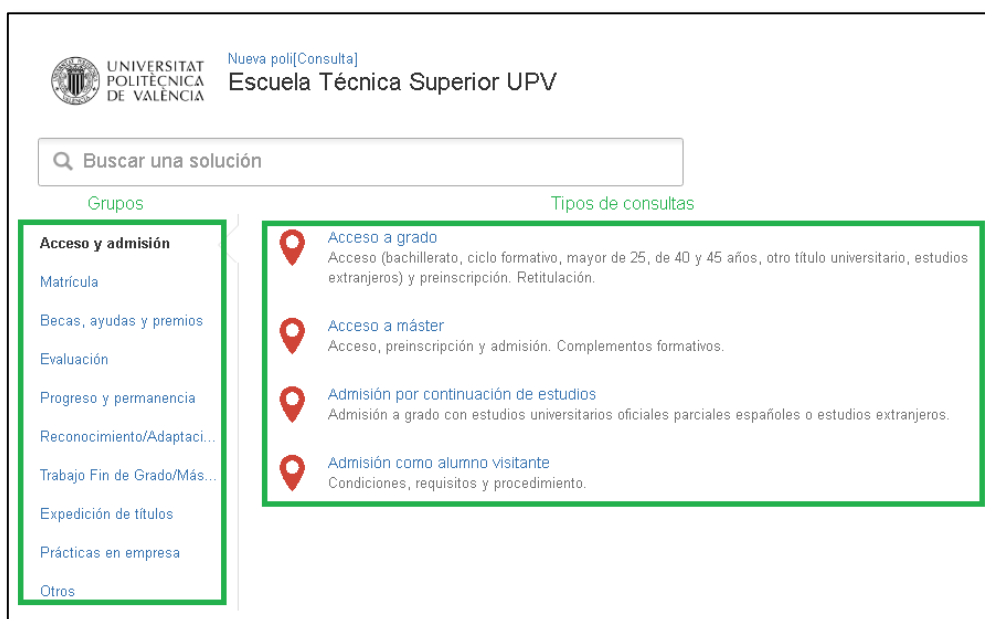 UNIVERSITAT
POLITÈCNICA
DE VALÈNCIA
Nueva poli[Consulta]
Escuela Técnica Superior UPV
Buscar una solución
Grupos
Tipos de consultas
Acceso y admisión
Matrícula
Becas, ayudas y premios
Evaluación
Progreso y permanencia
Reconocimiento/Adaptaci...
Trabajo Fin de Grado/Más...
Expedición de títulos
Prácticas en empresa
Otros
Acceso a grado
Acceso (bachillerato, ciclo formativo, mayor de 25, de 40 y 45 años, otro título universitario, estudios
extranjeros) y preinscripción. Retitulación.
Acceso a máster
Acceso, preinscripción y admisión. Complementos formativos.
Admisión por continuación de estudios
Admisión a grado con estudios universitarios oficiales parciales españoles o estudios extranjeros.
Admisión como alumno visitante
Condiciones, requisitos y procedimiento.